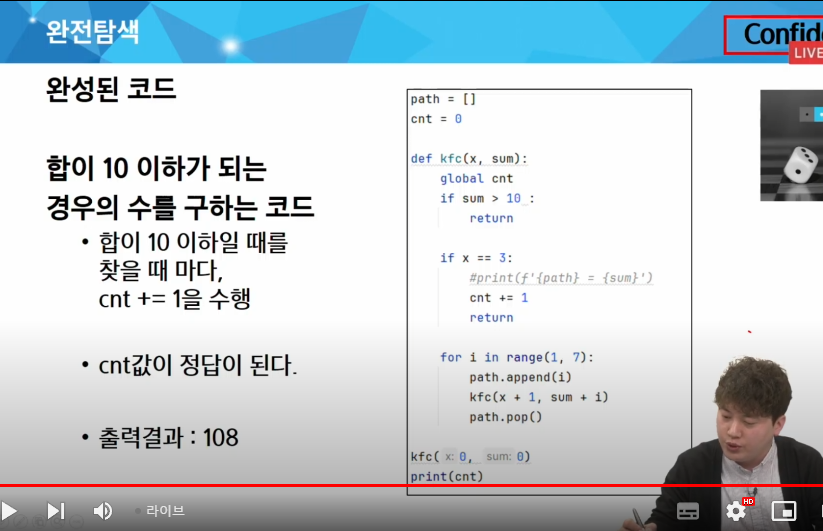 완전탐색
Confid
LIVE
완성된 코드
합이 10 이하가 되는
경우의 수를 구하는 코드
• 합이 10 이하일 때를
찾을 때 마다,
cnt += 1을 수행
• cnt값이 정답이 된다.
• 출력결과 : 108
path = []
cnt = 0
def kfc(x, sum):
global cnt
if sum > 10 :
return
if x == 3:
#print(f'{path} = {sum}')
cnt += 1
return
for i in range(1, 7):
path.append(i)
kfc(x + 1, sum + i)
path.pop()
kfc( x: 0, sum: 0)
print(cnt)
라이브
HD